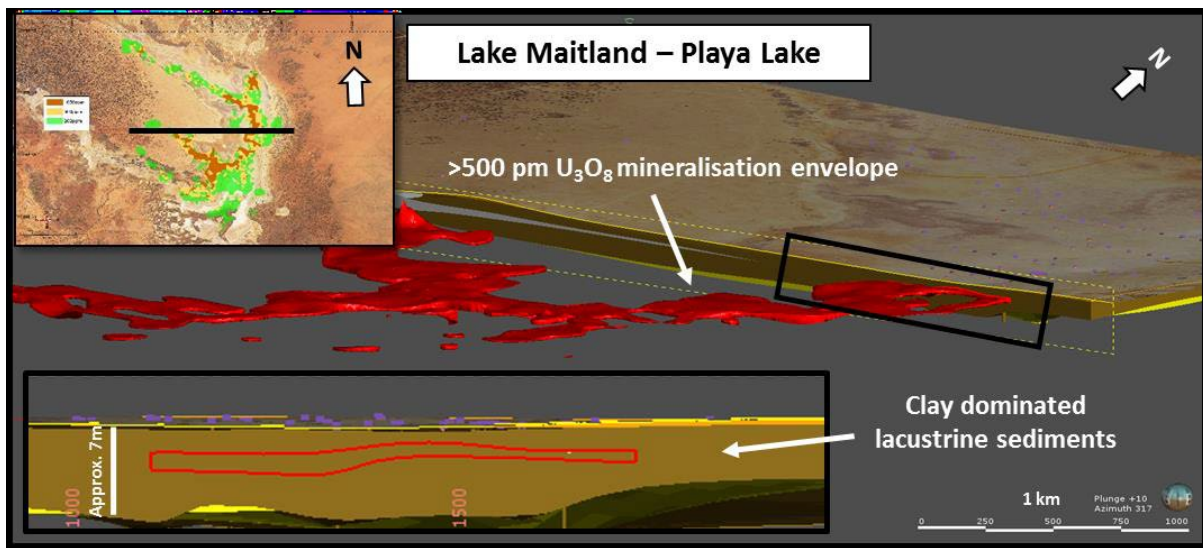 Lake Maitland – Playa Lake
N
N
>500 pm U₃O₈ mineralisation envelope
Clay dominated
lacustrine sediments
Approx. 7m
1000
1500
1 km
Plunge +10
Azimuth 317
0 250 500 750 1000